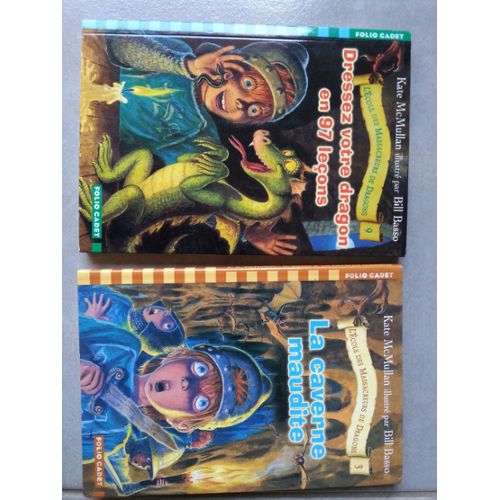 FOLIO CADET
Kate McMullan illustré par Bill Basso
L'ÉCOLE DES MASSACREURS DE DRAGONS
9
Dressez votre dragon
en 97 leçons
FOLIO CADET
FOLIO CADET
Kate McMullan illustré par Bill Basso
L'ÉCOLE DES MASSACREURS DE DRAGONS
3
La caverne
maudite
FOLIO CADET